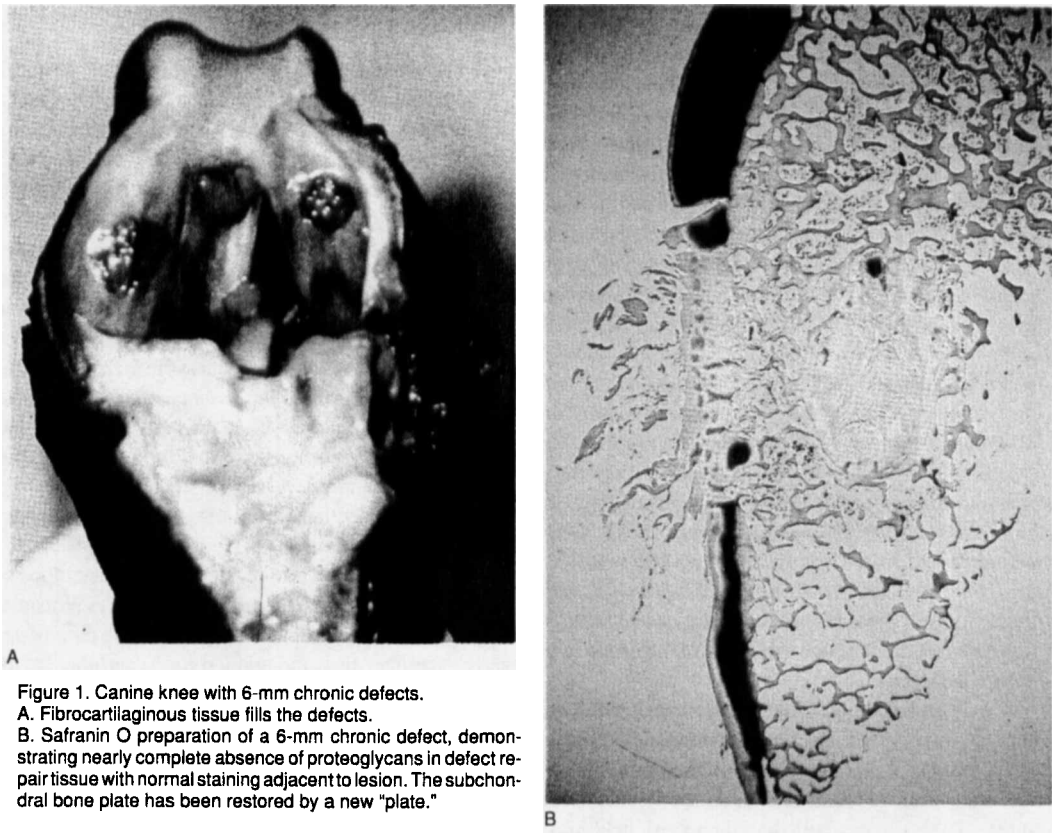 A
Figure 1. Canine knee with 6-mm chronic defects.
A. Fibrocartilaginous tissue fills the defects.
B. Safranin O preparation of a 6-mm chronic defect, demon-
strating nearly complete absence of proteoglycans in defect re-
pair tissue with normal staining adjacent to lesion. The subchon-
dral bone plate has been restored by a new "plate."
B